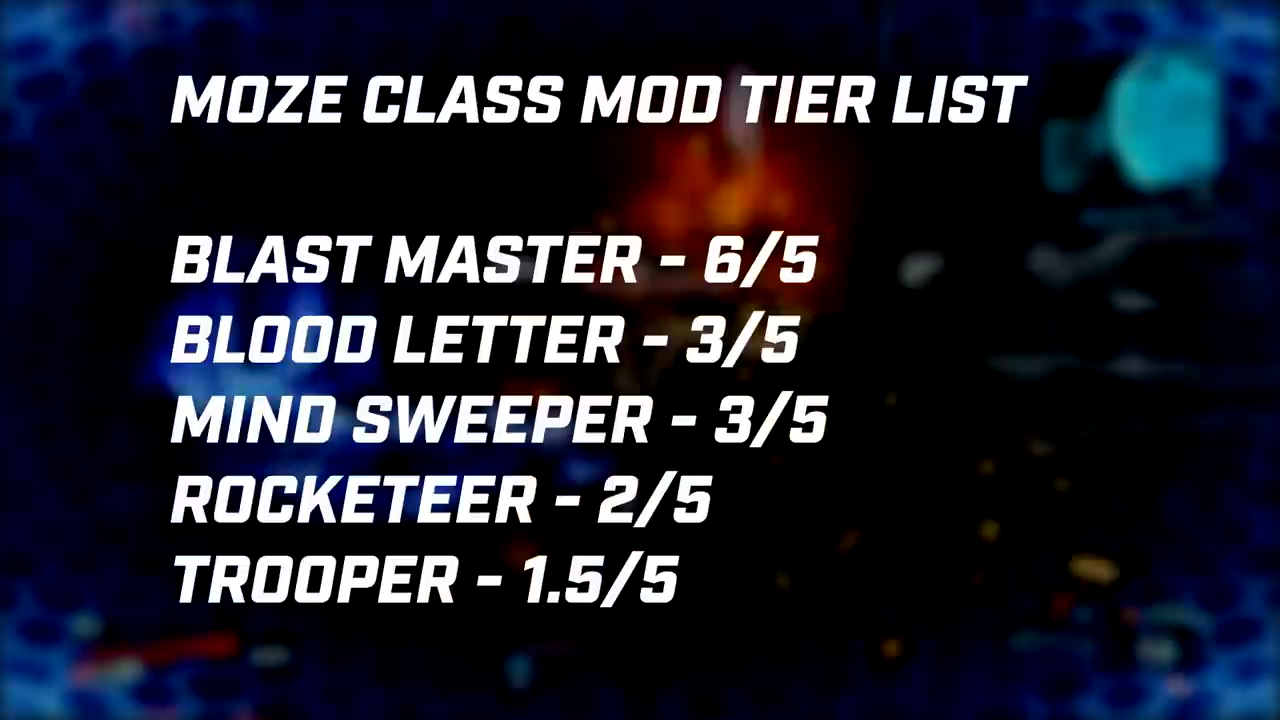 MOZE CLASS MOD TIER LIST
BLAST MASTER - 6/5
BLOOD LETTER - 3/5
MIND SWEEPER - 3/5
ROCKETEER - 2/5
TROOPER - 1.5/5